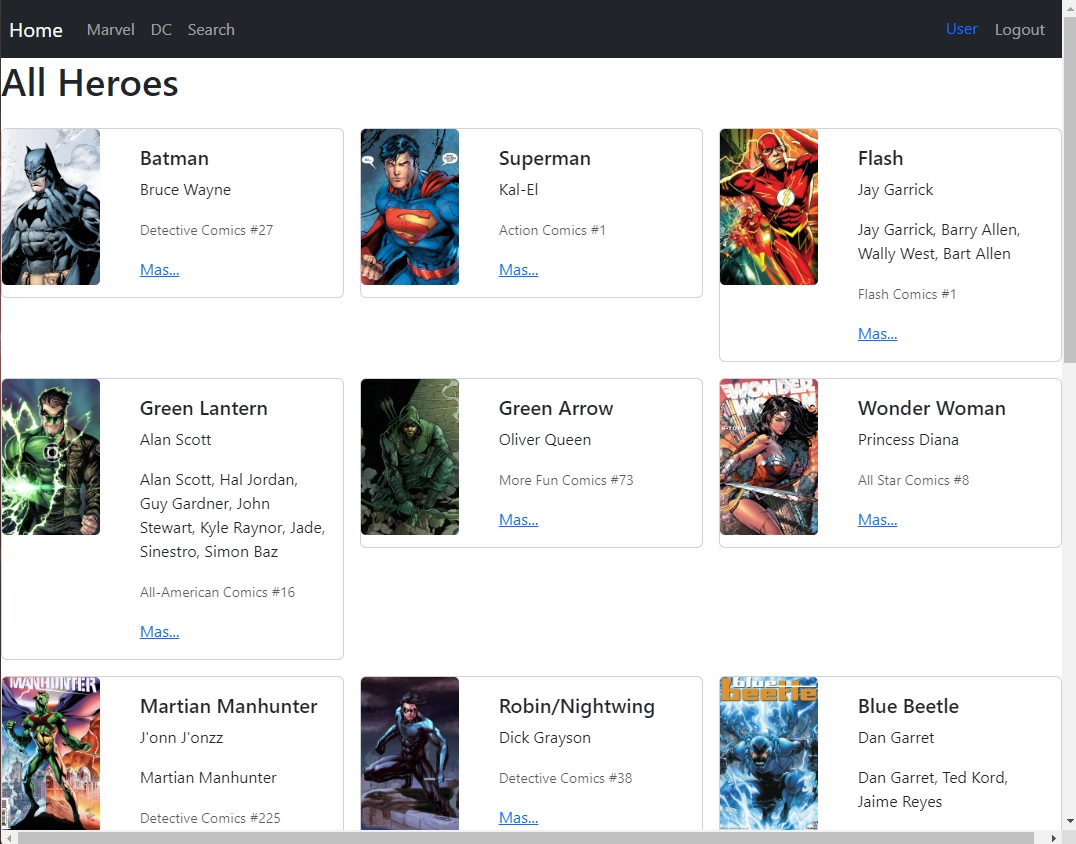 Home Marvel DC Search User Logout
All Heroes
Batman
Bruce Wayne
Detective Comics #27
Mas...
Superman
Kal-El
Action Comics #1
Mas...
Flash
Jay Garrick
Jay Garrick, Barry Allen,
Wally West, Bart Allen
Flash Comics #1
Mas...
Green Lantern
Alan Scott
Alan Scott, Hal Jordan,
Guy Gardner, John
Stewart, Kyle Raynor, Jade,
Sinestro, Simon Baz
All-American Comics #16
Mas...
Green Arrow
Oliver Queen
More Fun Comics #73
Mas...
WONDER
WOMAN
Wonder Woman
Princess Diana
All Star Comics #8
Mas...
MANHUNTER
Martian Manhunter
J'onn J'onzz
Martian Manhunter
Detective Comics #225
Robin/Nightwing
Dick Grayson
Detective Comics #38
Mas...
blue
beetle
Blue Beetle
Dan Garret
Dan Garret, Ted Kord,
Jaime Reyes